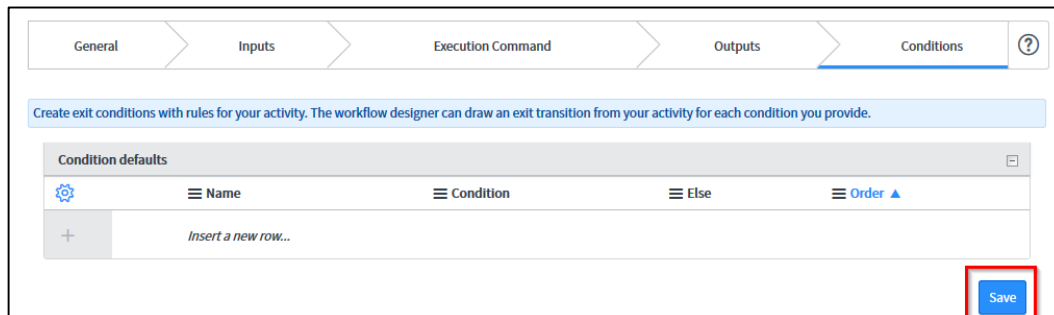 General Inputs Execution Command Outputs Conditions ?
Create exit conditions with rules for your activity. The workflow designer can draw an exit transition from your activity for each condition you provide.
Condition defaults
Name Condition Else Order
Insert a new row...
Save